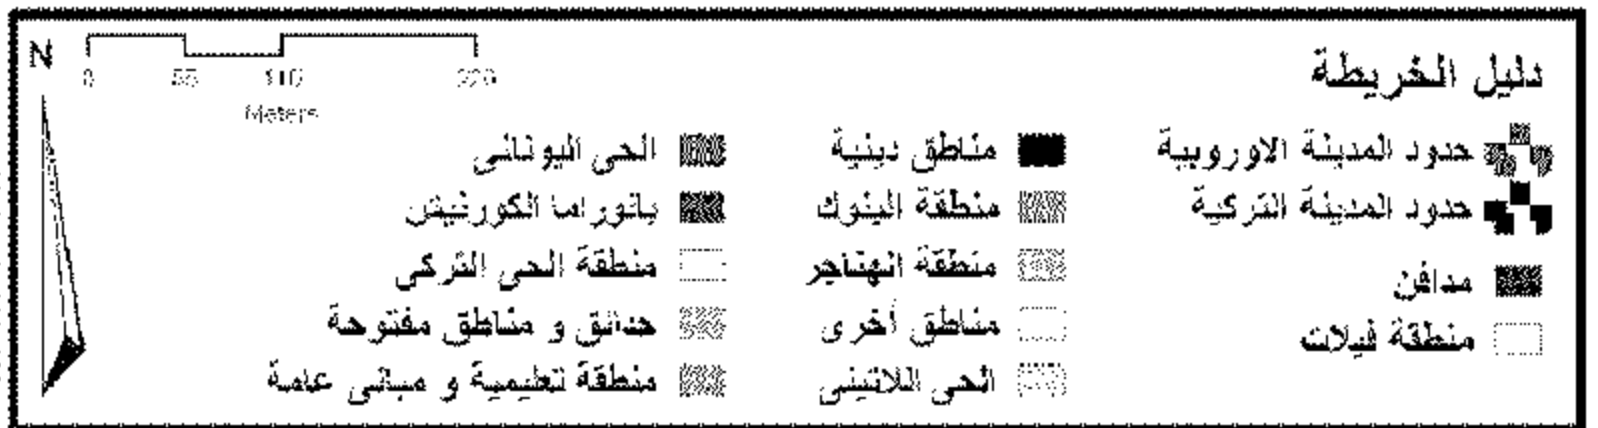 N
0 55 110 220
Meters
دليل الخريطة
حدود المدينة الاوروبية
حدود المدينة التركية
مدافن
منطقة فيلات
مناطق دينية
منطقة البنوك
منطقة الهناجر
مناطق أخرى
الحى اللاتينى
الحى اليونانى
بانوراما الكورنيش
منطقة الحى التركى
حدائق و مناطق مفتوحة
منطقة تعليمية و مبانى عامة